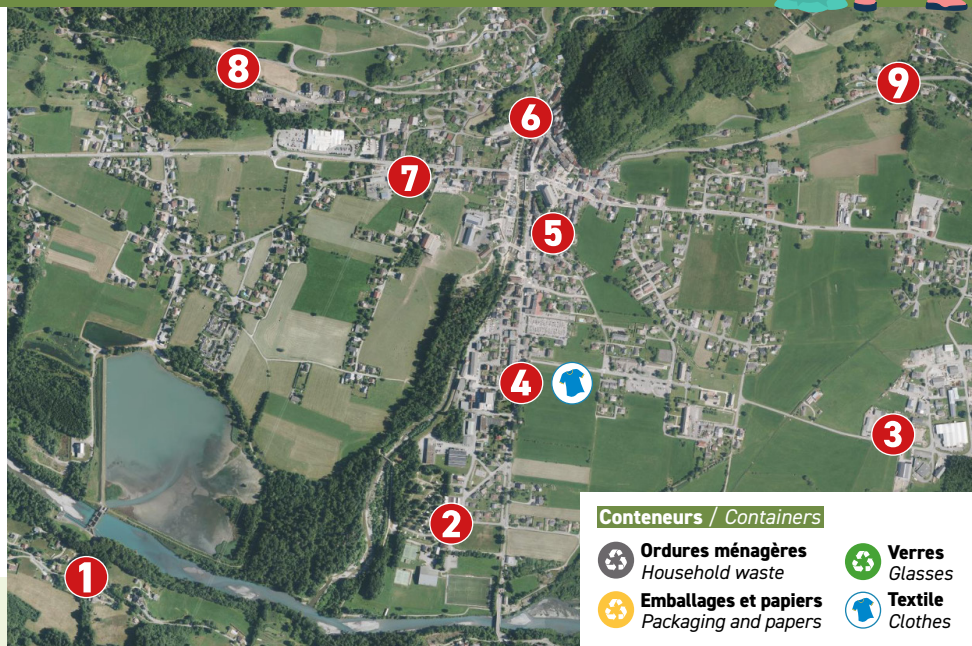 8
9
6
7
5
4
3
2
1
Conteneurs / Containers
Ordures ménagères
Household waste
Verres
Glasses
Emballages et papiers
Packaging and papers
Textile
Clothes